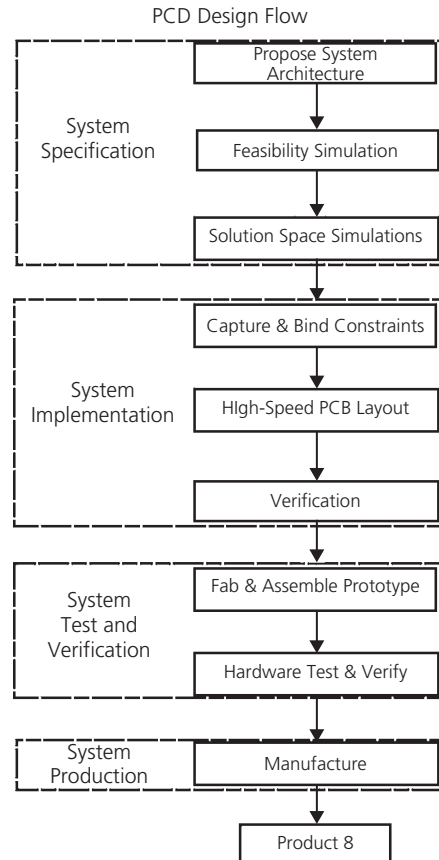 PCD Design Flow
Propose System
Architecture
System
Specification
Feasibility Simulation
Solution Space Simulations
Capture & Bind Constraints
System
Implementation
HIgh-Speed PCB Layout
Verification
Fab & Assemble Prototype
System
Test and
Verification
Hardware Test & Verify
System
Production
Manufacture
Product 8